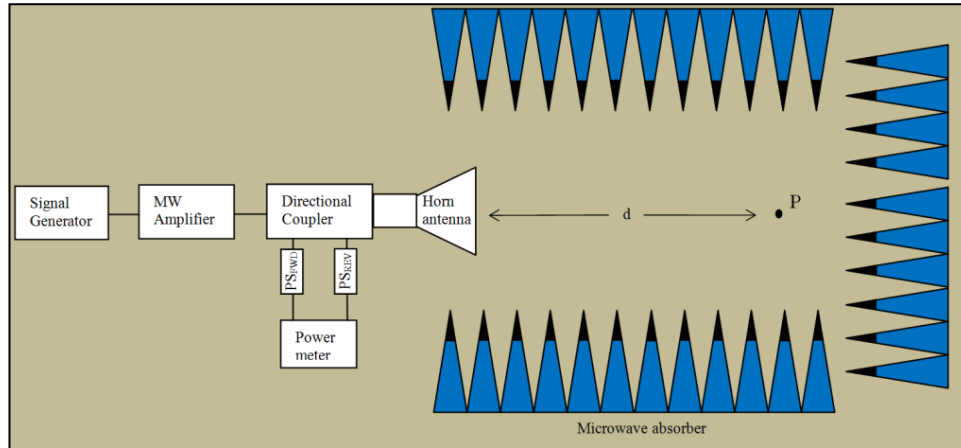 Signal
Generator
MW
Amplifier
Directional
Coupler
Horn
antenna
d
P
PSFWD
PSREV
Power
meter
Microwave absorber